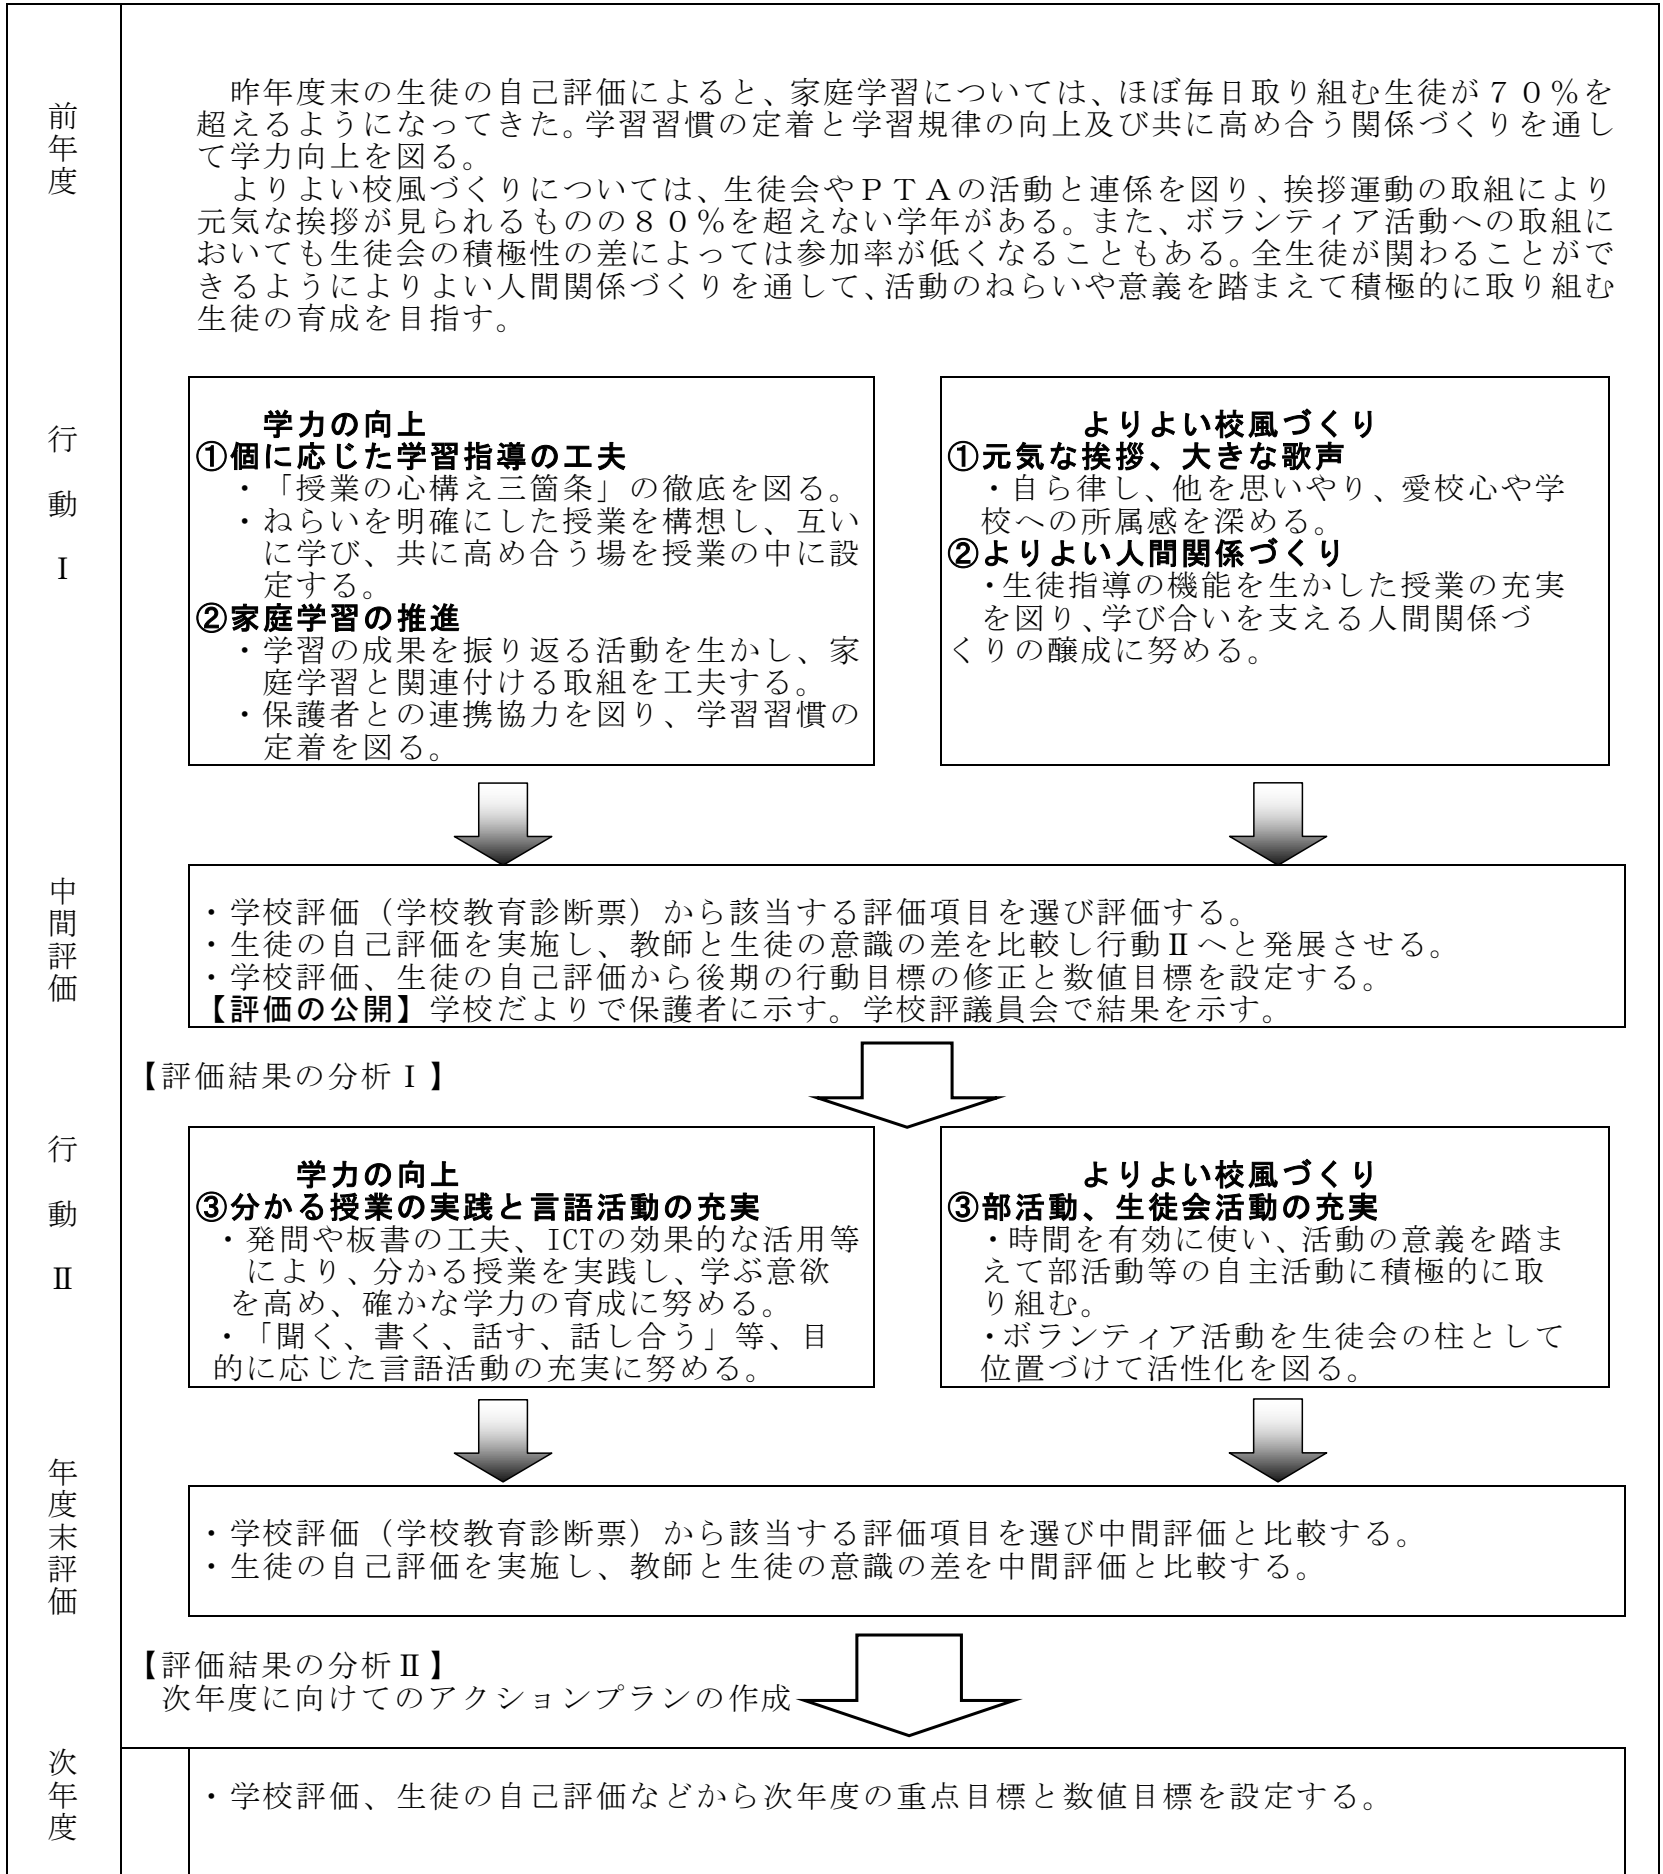 前年度
昨年度末の生徒の自己評価によると、家庭学習については、ほぼ毎日取り組む生徒が７０％を
超えるようになってきた。学習習慣の定着と学習規律の向上及び共に高め合う関係づくりを通し
て学力向上を図る。
よりよい校風づくりについては、生徒会やＰＴＡの活動と連係を図り、挨拶運動の取組により
元気な挨拶が見られるものの８０％を超えない学年がある。また、ボランティア活動への取組に
おいても生徒会の積極性の差によっては参加率が低くなることもある。全生徒が関わることがで
きるようによりよい人間関係づくりを通して、活動のねらいや意義を踏まえて積極的に取り組む
生徒の育成を目指す。
行動Ⅰ
学力の向上
①個に応じた学習指導の工夫
・「授業の心構え三箇条」の徹底を図る。
・ねらいを明確にした授業を構想し、互い
に学び、共に高め合う場を授業の中に設
定する。
②家庭学習の推進
・学習の成果を振り返る活動を生かし、家
庭学習と関連付ける取組を工夫する。
・保護者との連携協力を図り、学習習慣の
定着を図る。
よりよい校風づくり
①元気な挨拶、大きな歌声
・自ら律し、他を思いやり、愛校心や学
校への所属感を深める。
②よりよい人間関係づくり
・生徒指導の機能を生かした授業の充実
を図り、学び合いを支える人間関係づ
くりの醸成に努める。
中間評価
・学校評価（学校教育診断票）から該当する評価項目を選び評価する。
・生徒の自己評価を実施し、教師と生徒の意識の差を比較し行動Ⅱへと発展させる。
・学校評価、生徒の自己評価から後期の行動目標の修正と数値目標を設定する。
【評価の公開】学校だよりで保護者に示す。学校評議員会で結果を示す。
【評価結果の分析Ⅰ】
行動Ⅱ
学力の向上
③分かる授業の実践と言語活動の充実
・発問や板書の工夫、ICTの効果的な活用等
により、分かる授業を実践し、学ぶ意欲
を高め、確かな学力の育成に努める。
・「聞く、書く、話す、話し合う」等、目
的に応じた言語活動の充実に努める。
よりよい校風づくり
③部活動、生徒会活動の充実
・時間を有効に使い、活動の意義を踏ま
えて部活動等の自主活動に積極的に取
り組む。
・ボランティア活動を生徒会の柱として
位置づけて活性化を図る。
年度末評価
・学校評価（学校教育診断票）から該当する評価項目を選び中間評価と比較する。
・生徒の自己評価を実施し、教師と生徒の意識の差を中間評価と比較する。
【評価結果の分析Ⅱ】
次年度に向けてのアクションプランの作成
次年度
・学校評価、生徒の自己評価などから次年度の重点目標と数値目標を設定する。